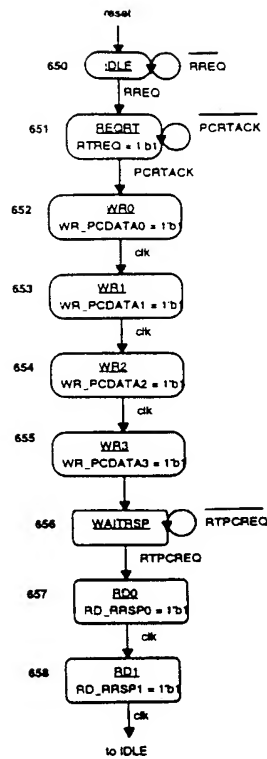 reset
650 IDLE RREQ
RREQ
651 REQRT PCRTACK
RTREQ = 1'b1
PCRTACK
652 WR0
WR_PCDATA0 = 1'b1
clk
653 WR1
WR_PCDATA1 = 1'b1
clk
654 WR2
WR_PCDATA2 = 1'b1
clk
655 WR3
WR_PCDATA3 = 1'b1
656 WAITRSP RTPCREQ
RTPCREQ
657 RD0
RD_RRSP0 = 1'b1
clk
658 RD1
RD_RRSP1 = 1'b1
clk
to IDLE